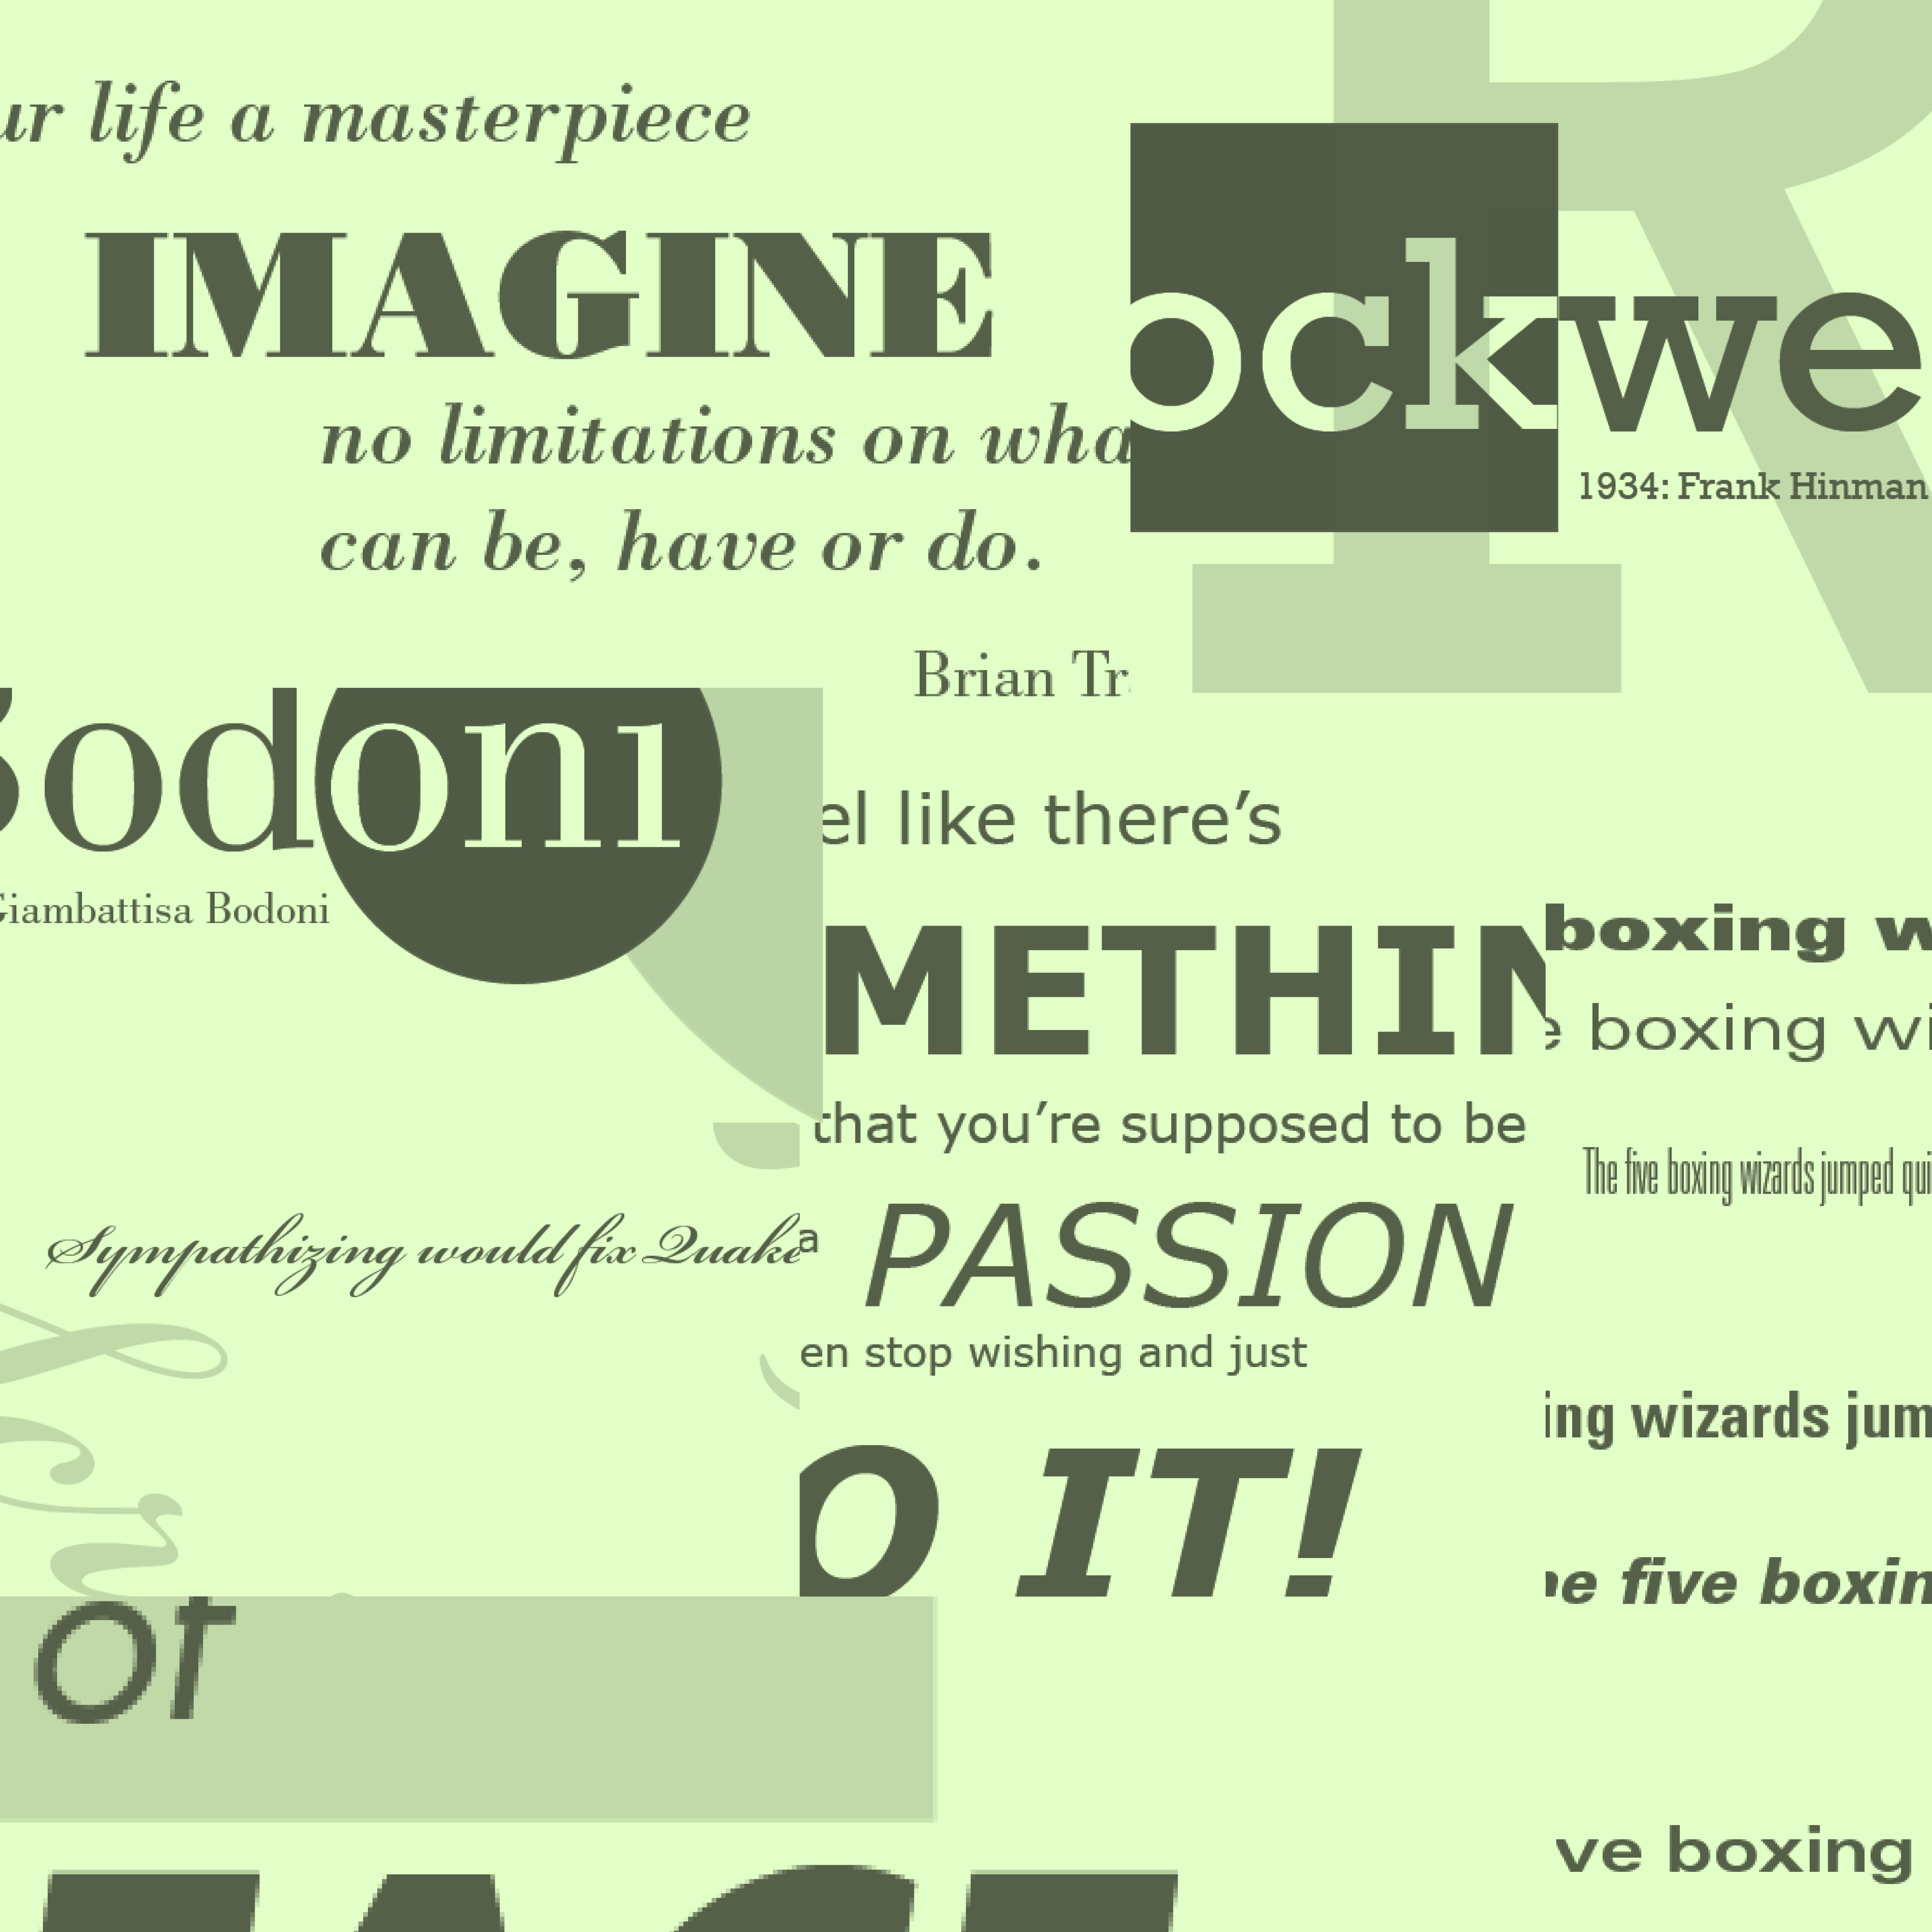 ur life a masterpiece
IMAGINE
no limitations on wha
can be, have or do.
Brian Tr
ockwe
1934: Frank Hinman
Bodoni
Giambattisa Bodoni
el like there’s
METHIN
that you’re supposed to be
a PASSION
en stop wishing and just
O IT!
boxing w
e boxing wi
The five boxing wizards jumped qui
ing wizards jum
e five boxin
ve boxing
Sympathizing would fix Quake
of